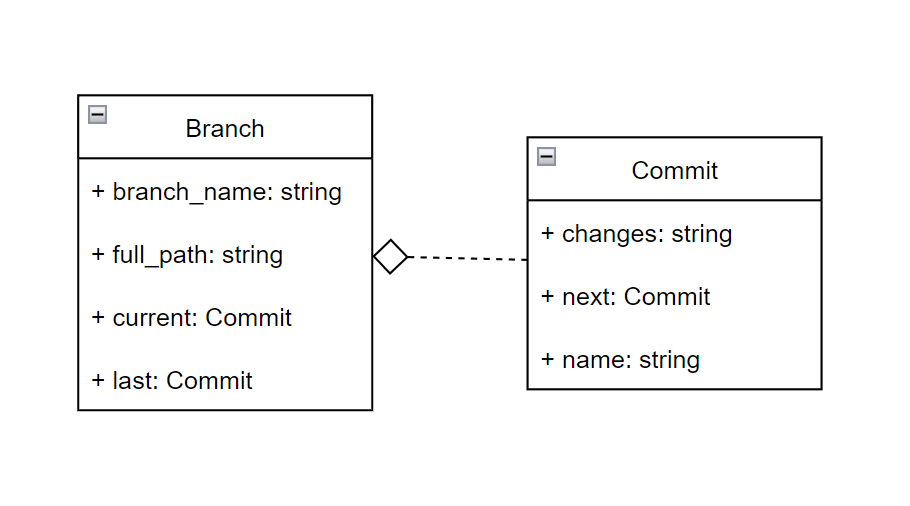 Branch
+ branch_name: string
+ full_path: string
+ current: Commit
+ last: Commit
Commit
+ changes: string
+ next: Commit
+ name: string